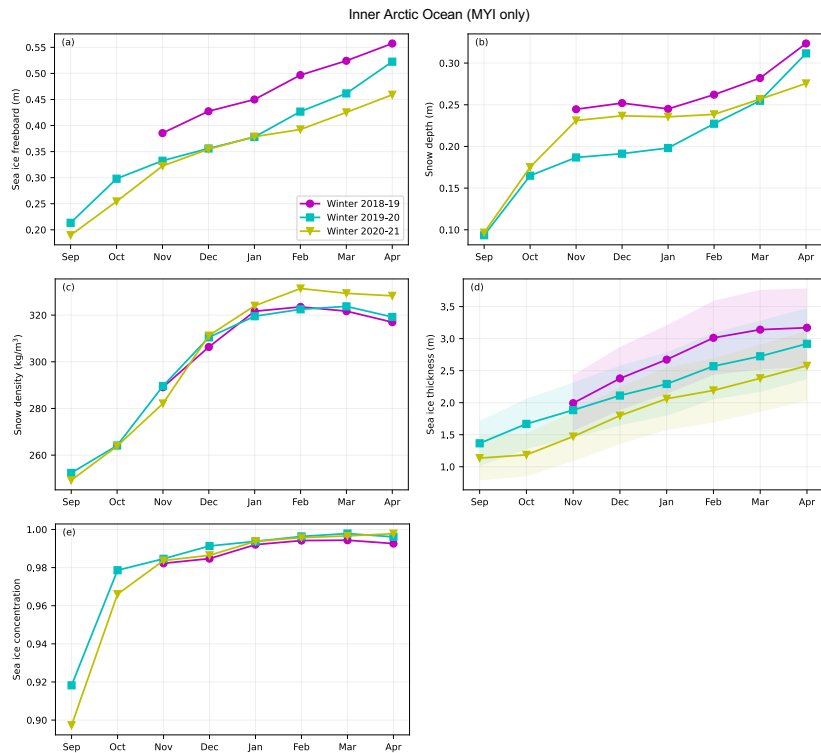 Inner Arctic Ocean (MYI only)
(a)
Sea ice freeboard (m)
0.55
0.50
0.45
0.40
0.35
0.30
0.25
0.20
Sep Oct Nov Dec Jan Feb Mar Apr
Winter 2018-19
Winter 2019-20
Winter 2020-21
(b)
Snow depth (m)
0.30
0.25
0.20
0.15
0.10
Sep Oct Nov Dec Jan Feb Mar Apr
(c)
Snow density (kg/m³)
320
300
280
260
Sep Oct Nov Dec Jan Feb Mar Apr
(d)
Sea ice thickness (m)
3,5
3.0
2.5
2.0
1.5
1.0
Sep Oct Nov Dec Jan Feb Mar Apr
(e)
Sea ice concentration
1.00
0.98
0.96
0.94
0.92
0.90
Sep Oct Nov Dec Jan Feb Mar Apr